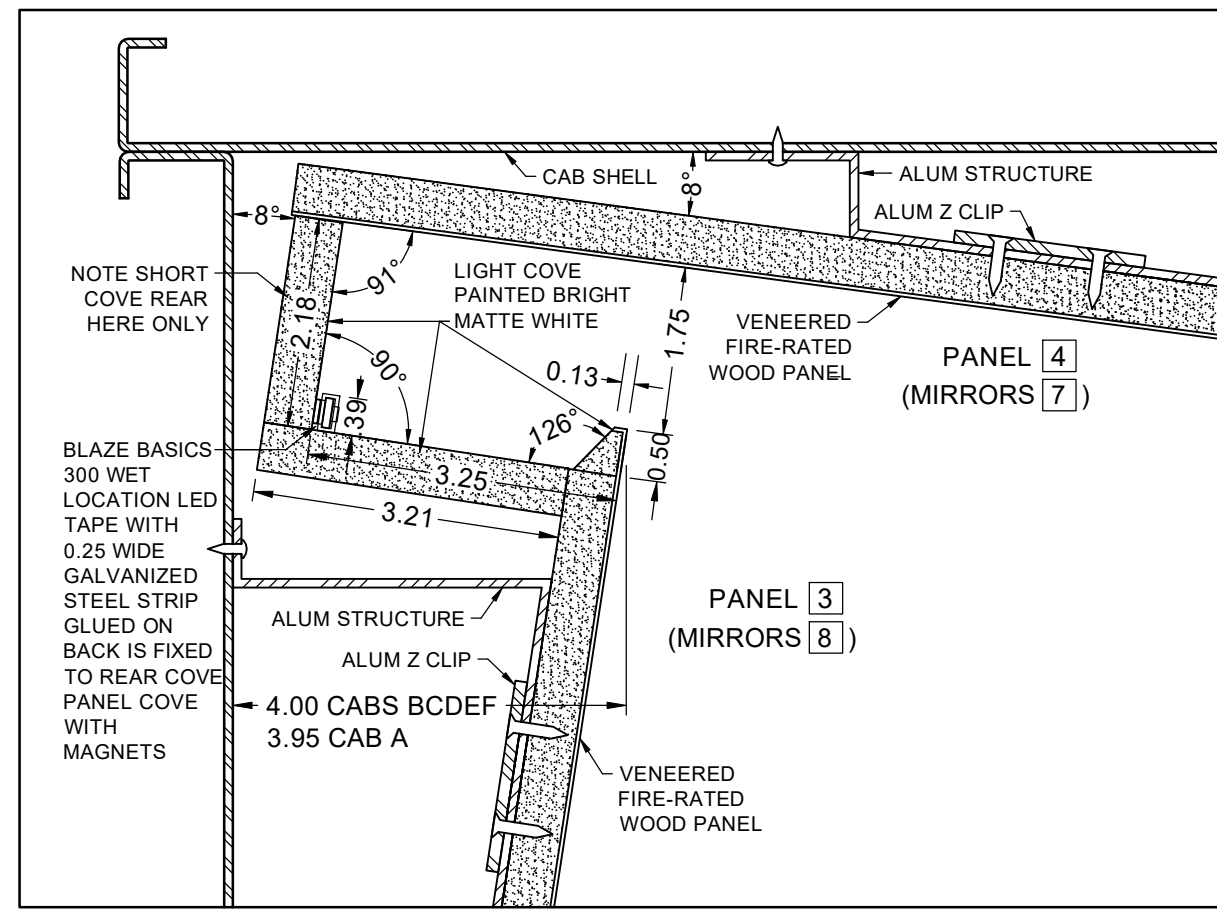 CAB SHELL
8°
ALUM STRUCTURE
ALUM Z CLIP
8°
NOTE SHORT
COVE REAR
HERE ONLY
91°
2.18
90°
LIGHT COVE
PAINTED BRIGHT
MATTE WHITE
1.75
VENEERED
FIRE-RATED
WOOD PANEL
PANEL 4
(MIRRORS 7)
0.13
.39
126°
0.50
3.25
3.21
BLAZE BASICS
300 WET
LOCATION LED
TAPE WITH
0.25 WIDE
GALVANIZED
STEEL STRIP
GLUED ON
BACK IS FIXED
TO REAR COVE
PANEL COVE
WITH
MAGNETS
ALUM STRUCTURE
ALUM Z CLIP
PANEL 3
(MIRRORS 8)
4.00 CABS BCDEF
3.95 CAB A
VENEERED
FIRE-RATED
WOOD PANEL